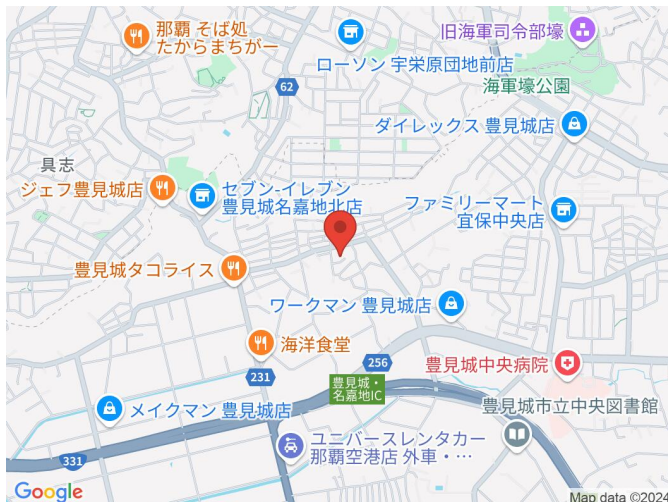 那覇 そば処
たからまちがー
旧海軍司令部壕
ローソン 宇栄原団地前店
62
海軍壕公園
ダイレックス 豊見城店
具志
ジェフ豊見城店
セブン-イレブン
豊見城名嘉地北店
ファミリーマート
宜保中央店
豊見城タコライス
ワークマン 豊見城店
海洋食堂
256
豊見城中央病院
231
豊見城・
名嘉地IC
メイクマン 豊見城店
豊見城市立中央図書館
331
ユニバースレンタカー
那覇空港店 外車・…
Google
Map data ©2024